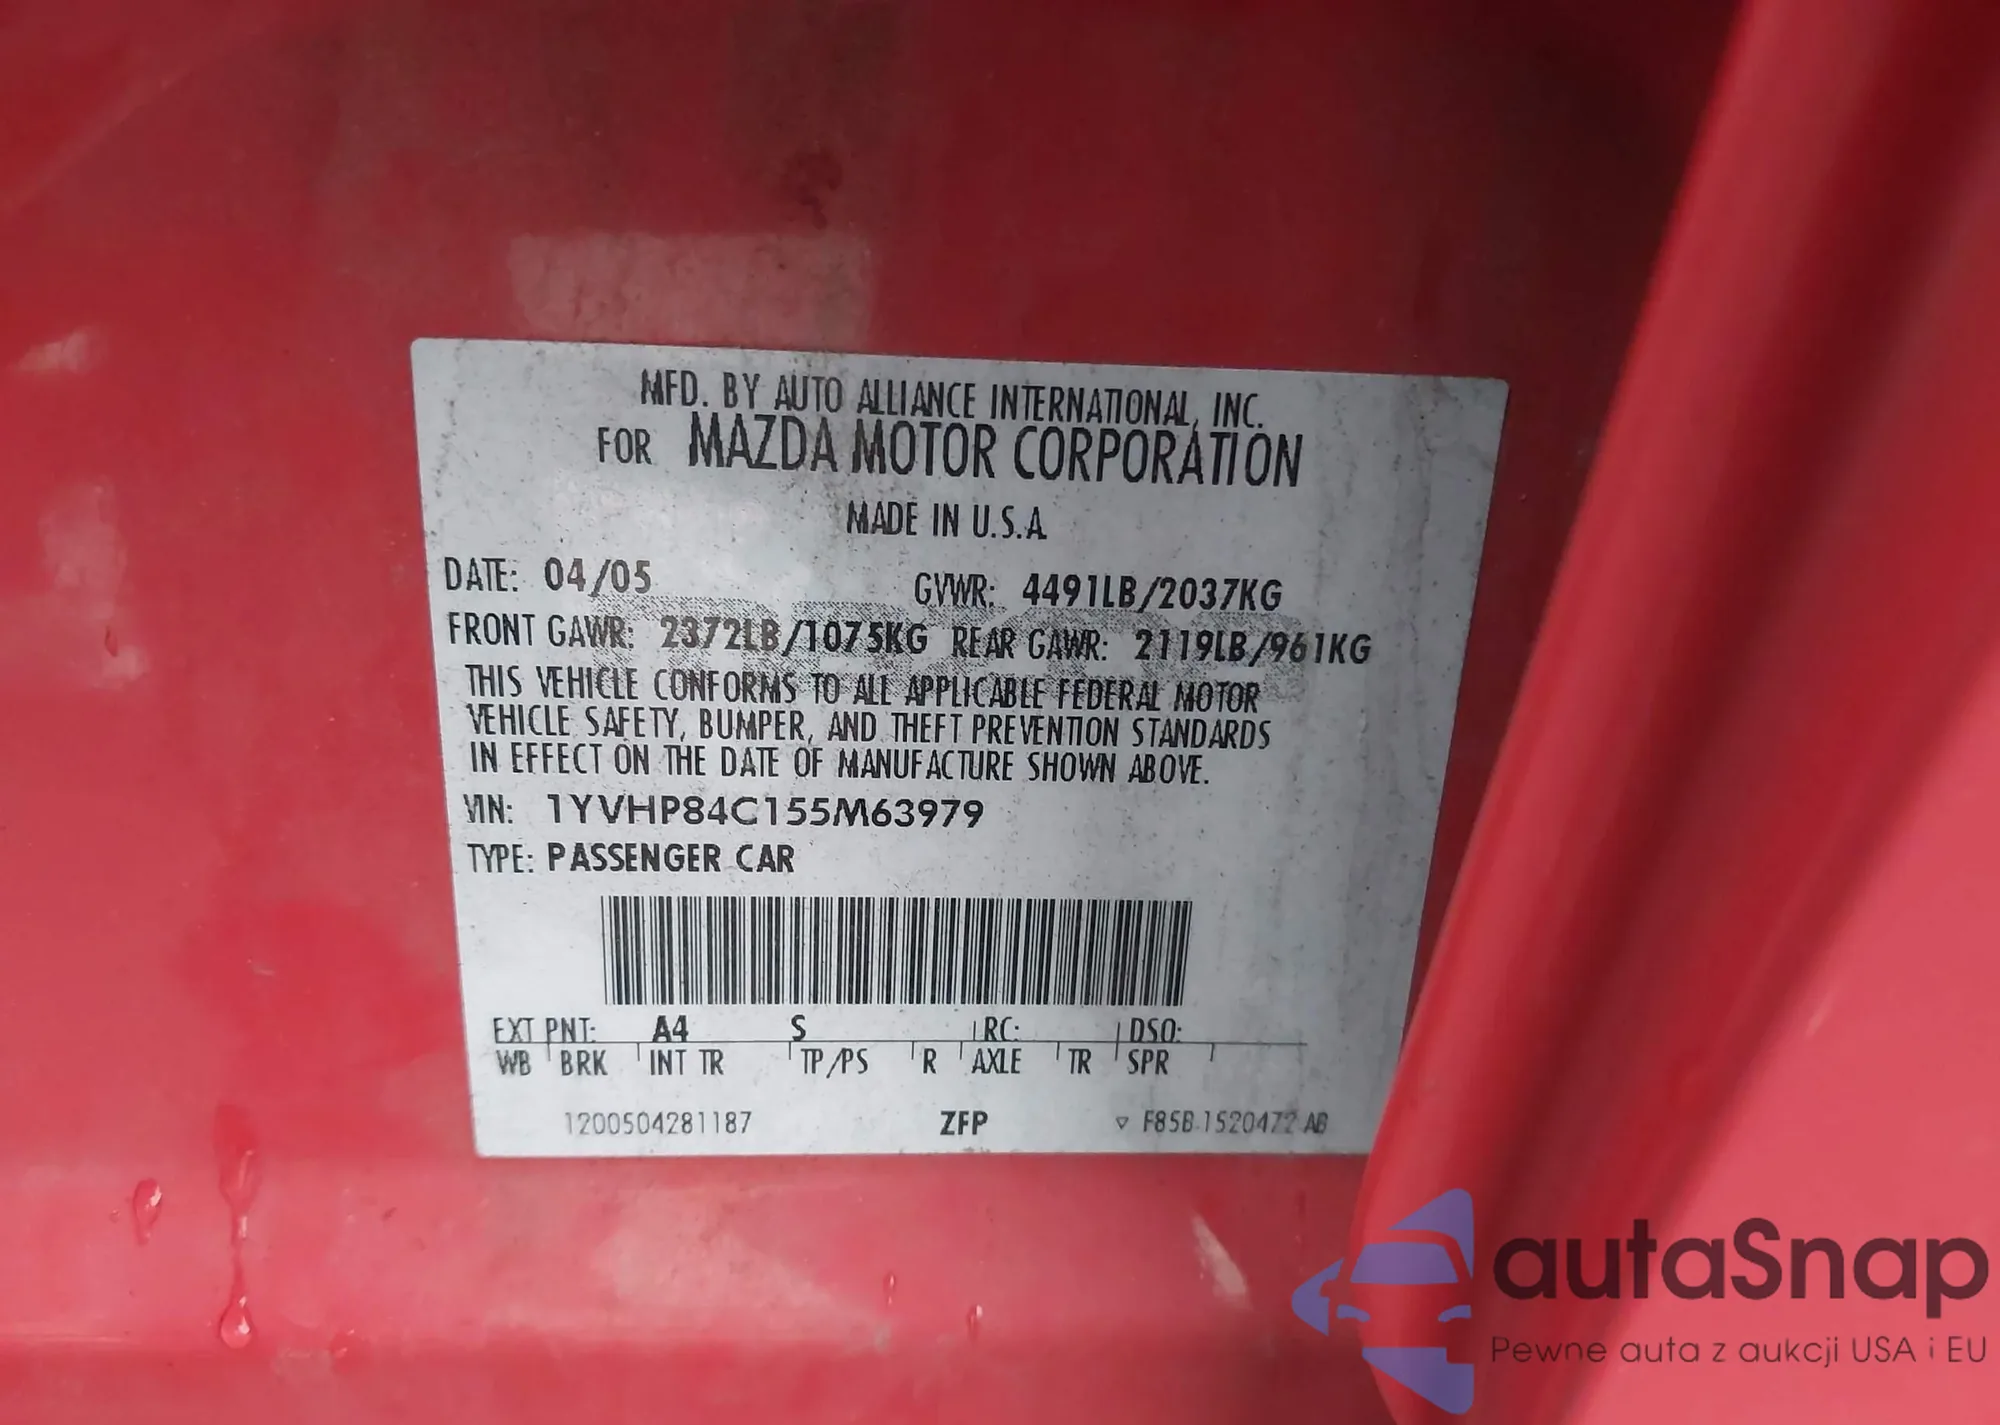 MFD. BY AUTO ALLIANCE INTERNATIONAL, INC.
FOR MAZDA MOTOR CORPORATION
MADE IN U.S.A.
DATE: 04/05 GVWR: 4491LB/2037KG
FRONT GAWR: 2372LB/1075KG REAR GAWR: 2119LB/961KG
THIS VEHICLE CONFORMS TO ALL APPLICABLE FEDERAL MOTOR
VEHICLE SAFETY, BUMPER, AND THEFT PREVENTION STANDARDS
IN EFFECT ON THE DATE OF MANUFACTURE SHOWN ABOVE.
VIN: 1YVHP84C155M63979
TYPE: PASSENGER CAR
EXT PNT: A4 S RC: DSO:
WB BRK INT TR TP/PS R AXLE TR SPR
1200504281187 ZFP F85B-1520472-AB
autaSnap
Pewne auta z aukcji USA i EU